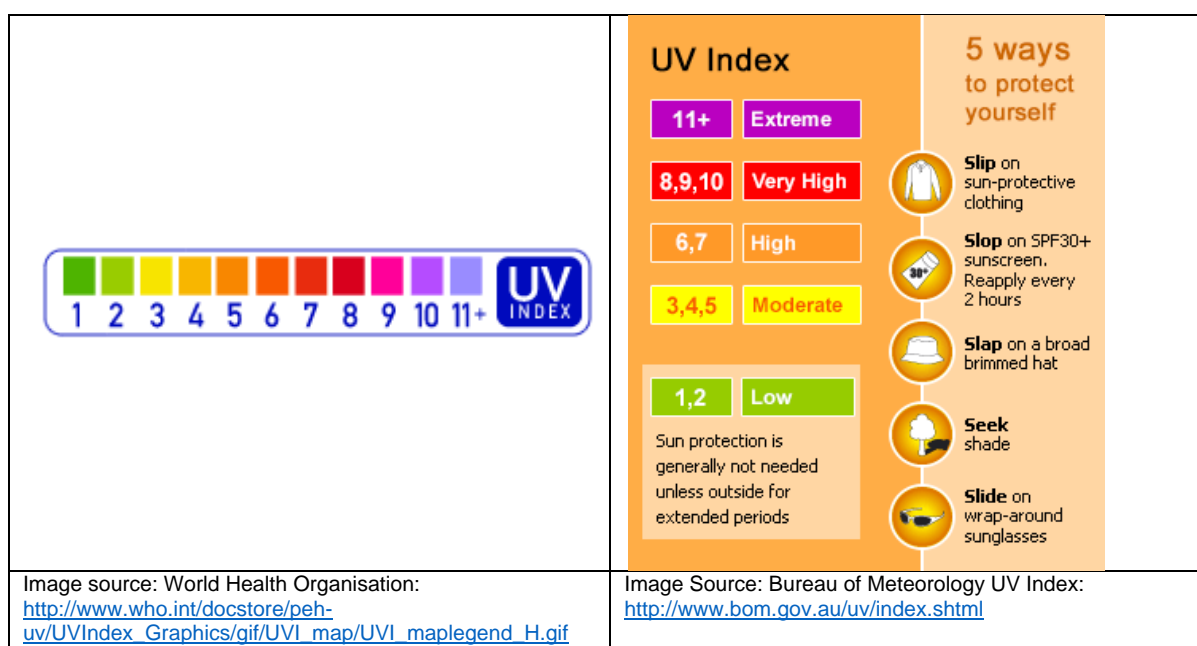 1 2 3 4 5 6 7 8 9 10 11+
UV
INDEX
UV Index
11+ Extreme
8,9,10 Very High
6,7 High
3,4,5 Moderate
1,2 Low
Sun protection is
generally not needed
unless outside for
extended periods
5 ways
to protect
yourself
Slip on
sun-protective
clothing
30+
Slop on SPF30+
sunscreen.
Reapply every
2 hours
Slap on a broad
brimmed hat
Seek
shade
Slide on
wrap-around
sunglasses
Image source: World Health Organisation:
http://www.who.int/docstore/peh-
uv/UVIndex_Graphics/gif/UVI_map/UVI_maplegend_H.gif
Image Source: Bureau of Meteorology UV Index:
http://www.bom.gov.au/uv/index.shtml